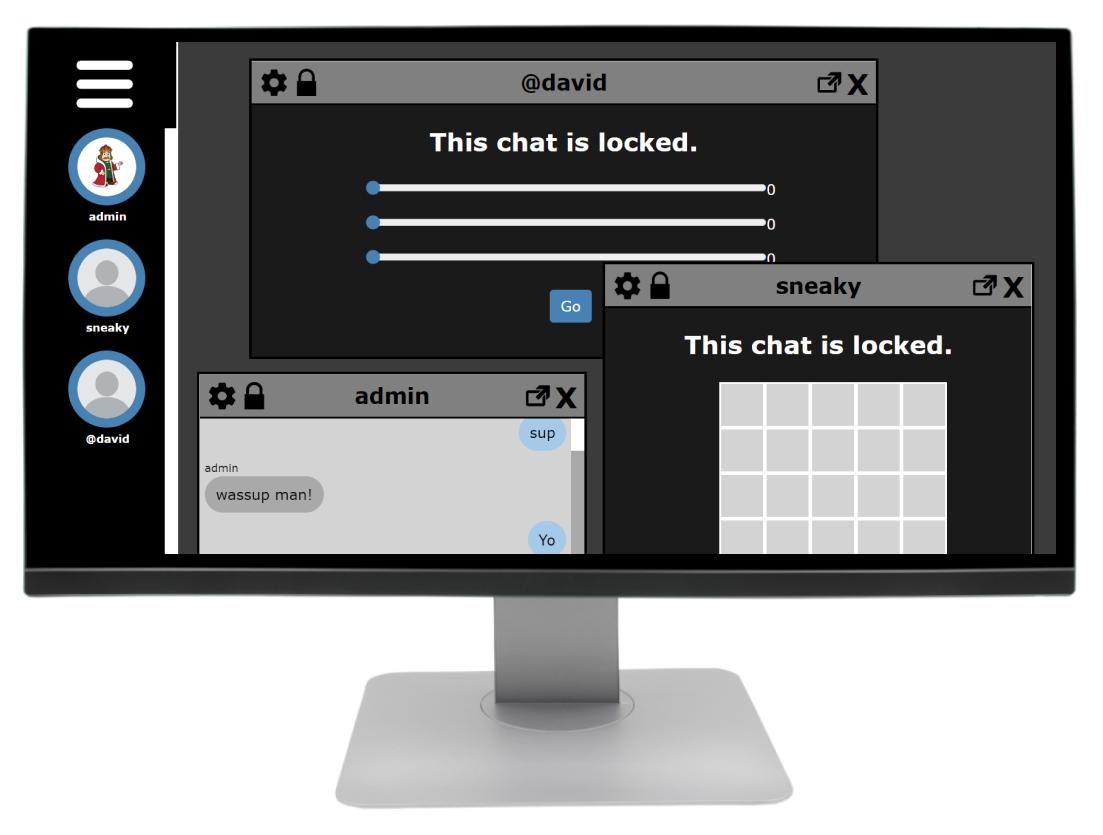 @david
X
This chat is locked.
0
0
0
Go
admin
sneaky
@david
sneaky
X
This chat is locked.
admin
X
sup
admin
wassup man!
Yo